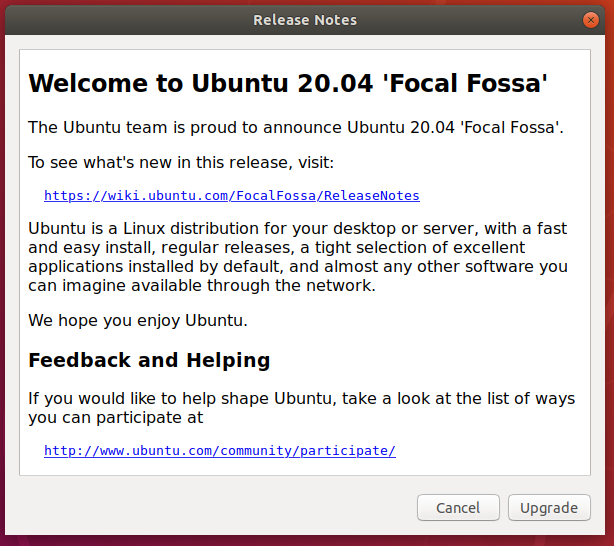 Release Notes
Welcome to Ubuntu 20.04 'Focal Fossa'
The Ubuntu team is proud to announce Ubuntu 20.04 'Focal Fossa'.
To see what's new in this release, visit:
https://wiki.ubuntu.com/FocalFossa/ReleaseNotes
Ubuntu is a Linux distribution for your desktop or server, with a fast
and easy install, regular releases, a tight selection of excellent
applications installed by default, and almost any other software you
can imagine available through the network.
We hope you enjoy Ubuntu.
Feedback and Helping
If you would like to help shape Ubuntu, take a look at the list of ways
you can participate at
http://www.ubuntu.com/community/participate/
Cancel Upgrade